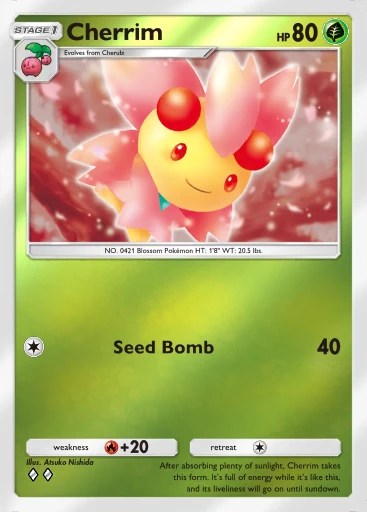 STAGE 1
Cherrim
HP 80
Evolves from Cherubi
NO. 0421 Blossom Pokémon HT: 1'8" WT: 20.5 lbs.
Seed Bomb 40
weakness +20 retreat
Illus. Atsuko Nishida
After absorbing plenty of sunlight, Cherrim takes
this form. It's full of energy while it's like this,
and its liveliness will go on until sundown.